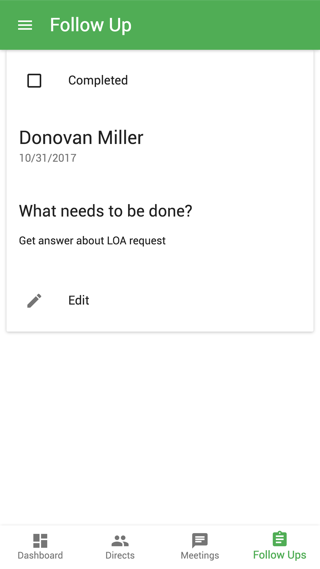 Follow Up
Completed
Donovan Miller
10/31/2017
What needs to be done?
Get answer about LOA request
Edit
Dashboard
Directs
Meetings
Follow Ups